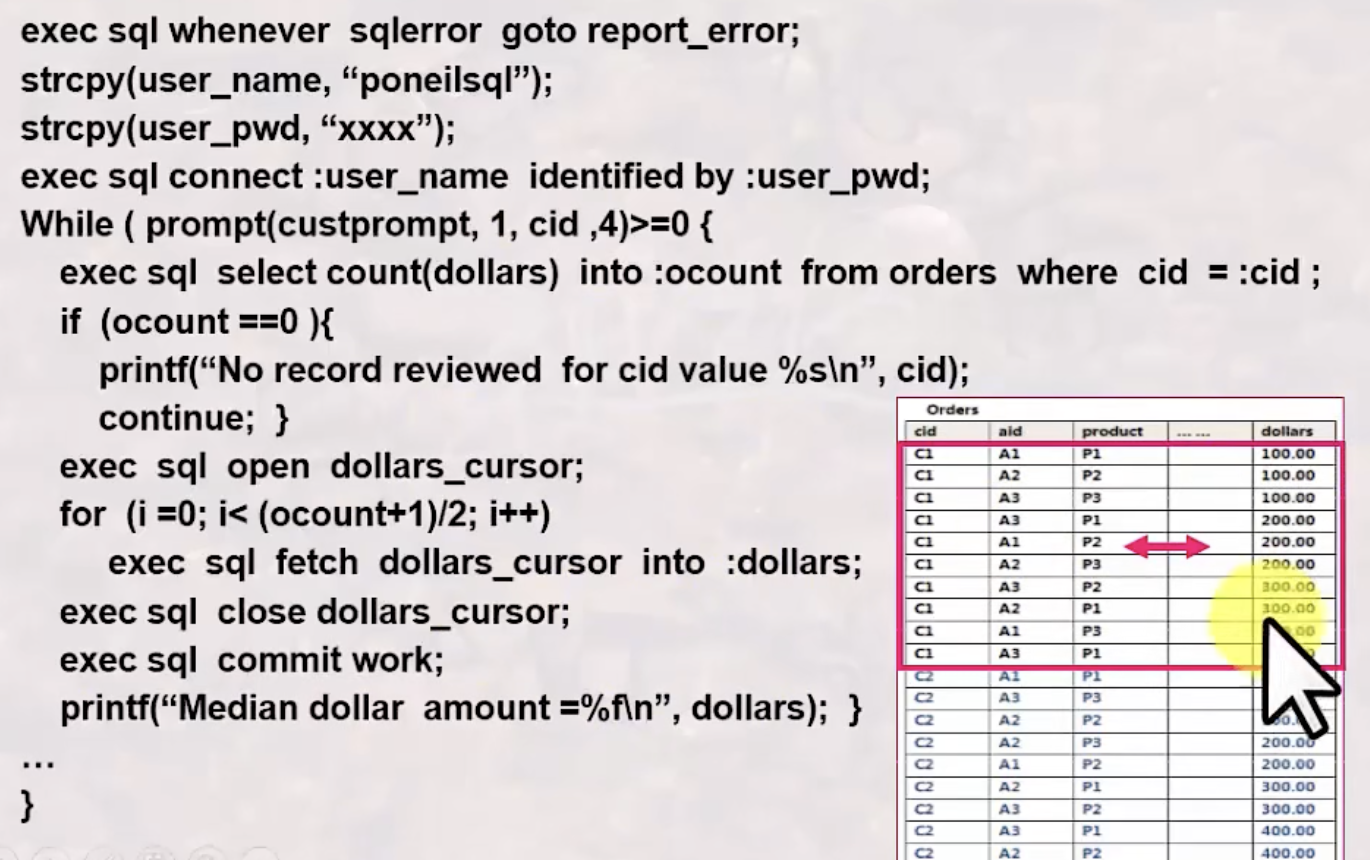 exec sql whenever sqlerror goto report_error;
strcpy(user_name, “poneilsql”);
strcpy(user_pwd, “xxxx”);
exec sql connect :user_name identified by :user_pwd;
While ( prompt(custprompt, 1, cid ,4)>=0 {
exec sql select count(dollars) into :ocount from orders where cid = :cid ;
if (ocount ==0 ){
printf(“No record reviewed for cid value %s\n”, cid);
continue; }
exec sql open dollars_cursor;
for (i =0; i< (ocount+1)/2; i++)
exec sql fetch dollars_cursor into :dollars;
exec sql close dollars_cursor;
exec sql commit work;
printf(“Median dollar amount =%f\n”, dollars); }
...
}
Orders
cid aid product ... ... dollars
C1 A1 P1 100.00
C1 A2 P2 100.00
C1 A3 P3 100.00
C1 A3 P1 200.00
C1 A1 P2 200.00
C1 A2 P3 200.00
C1 A3 P2 300.00
C1 A2 P1 300.00
C1 A1 P3
C1 A3 P1
C2 A1 P1
C2 A3 P3
C2 A2 P2
C2 A2 P3 200.00
C2 A1 P2 200.00
C2 A2 P1 300.00
C2 A3 P2 300.00
C2 A3 P1 400.00
C2 A2 P2 400.00